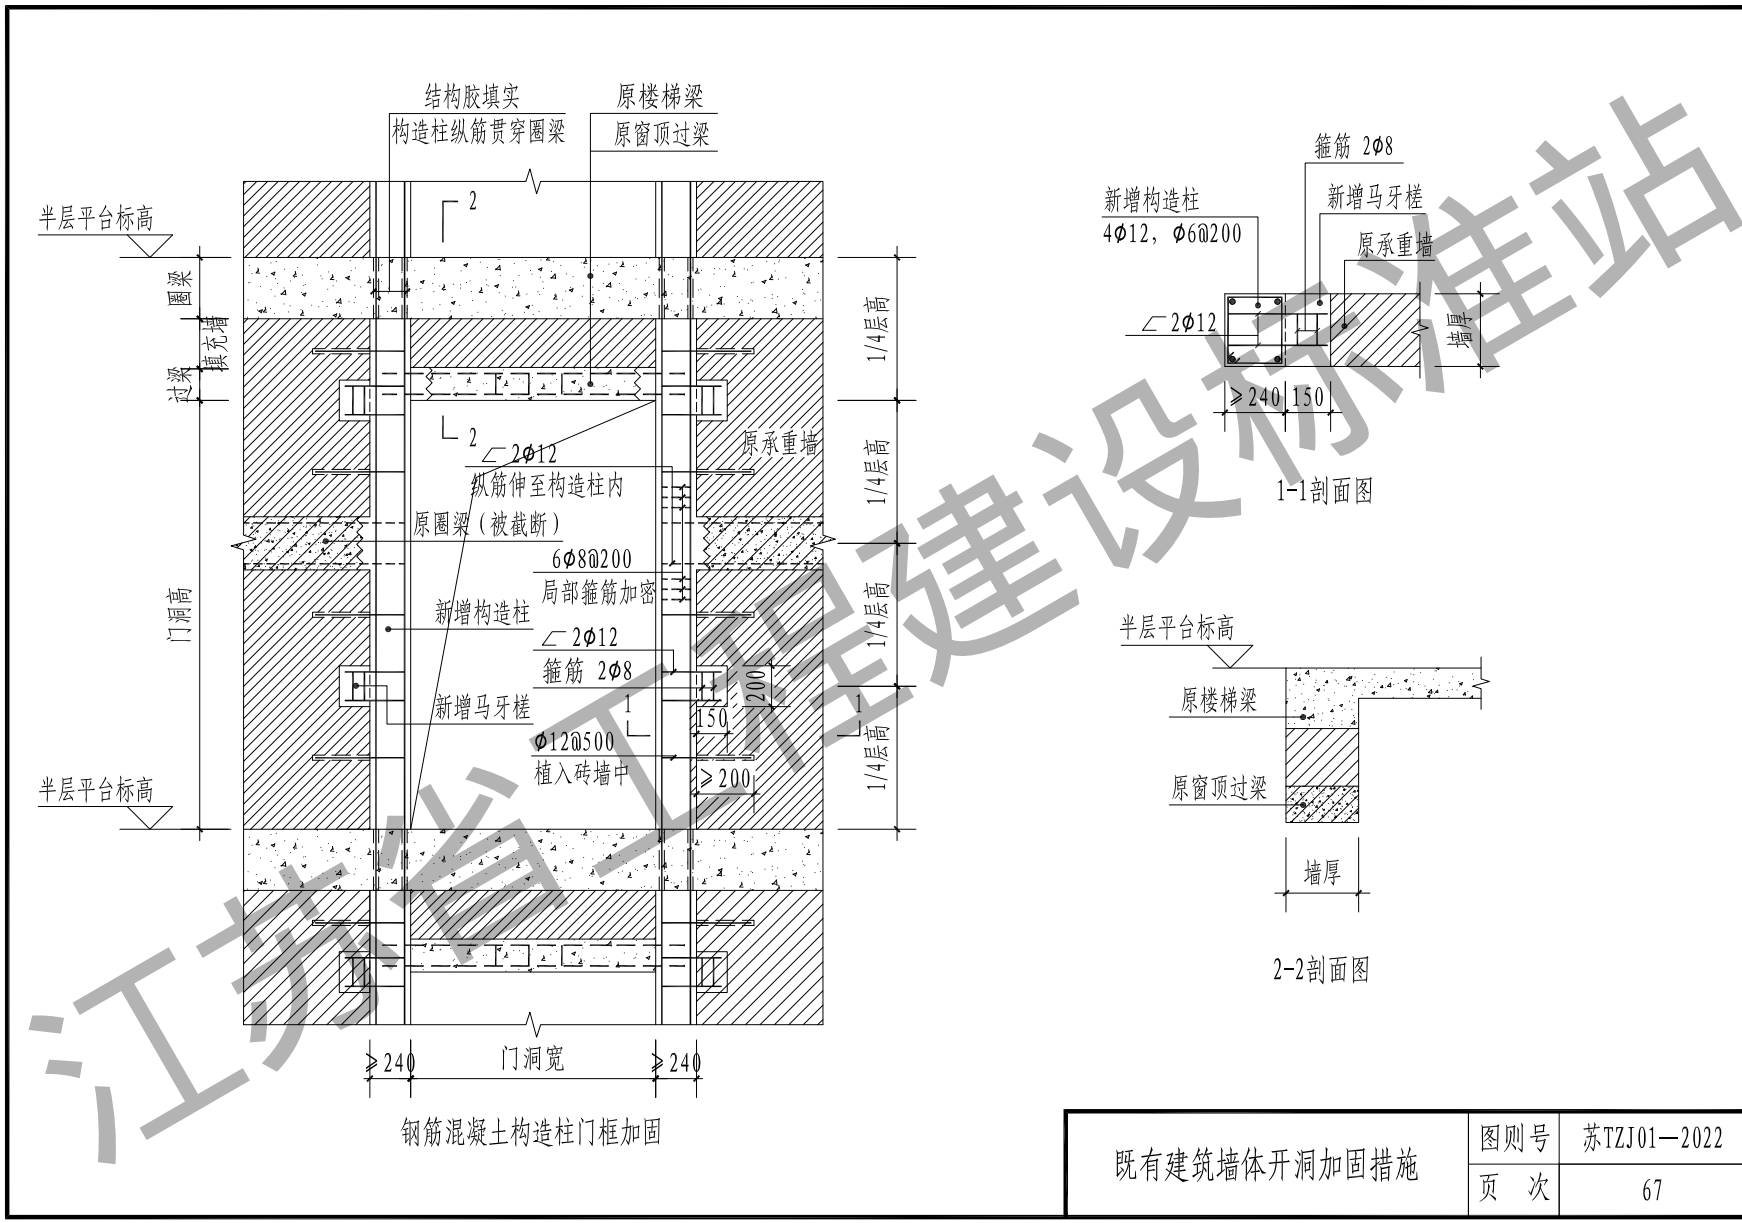 结构胶填实
构造柱纵筋贯穿圈梁
原楼梯梁
原窗顶过梁
2
半层平台标高
圈梁
填充墙
过梁
门洞高
2
2Φ12
纵筋伸至构造柱内
原圈梁（被截断）
6Φ8@200
局部箍筋加密
新增构造柱
2Φ12
箍筋 2Φ8
新增马牙槎
Φ12@500
植入砖墙中
原承重墙
1/4层高
1/4层高
1/4层高
1/4层高
200
150
≥200
1
1
半层平台标高
≥240
门洞宽
≥240
钢筋混凝土构造柱门框加固
箍筋 2Φ8
新增构造柱
4Φ12，Φ6@200
新增马牙槎
原承重墙
2Φ12
墙厚
≥240
150
1-1剖面图
半层平台标高
原楼梯梁
原窗顶过梁
墙厚
2-2剖面图
既有建筑墙体开洞加固措施
图则号
苏TZJ01—2022
页 次
67
江苏省工程建设标准站